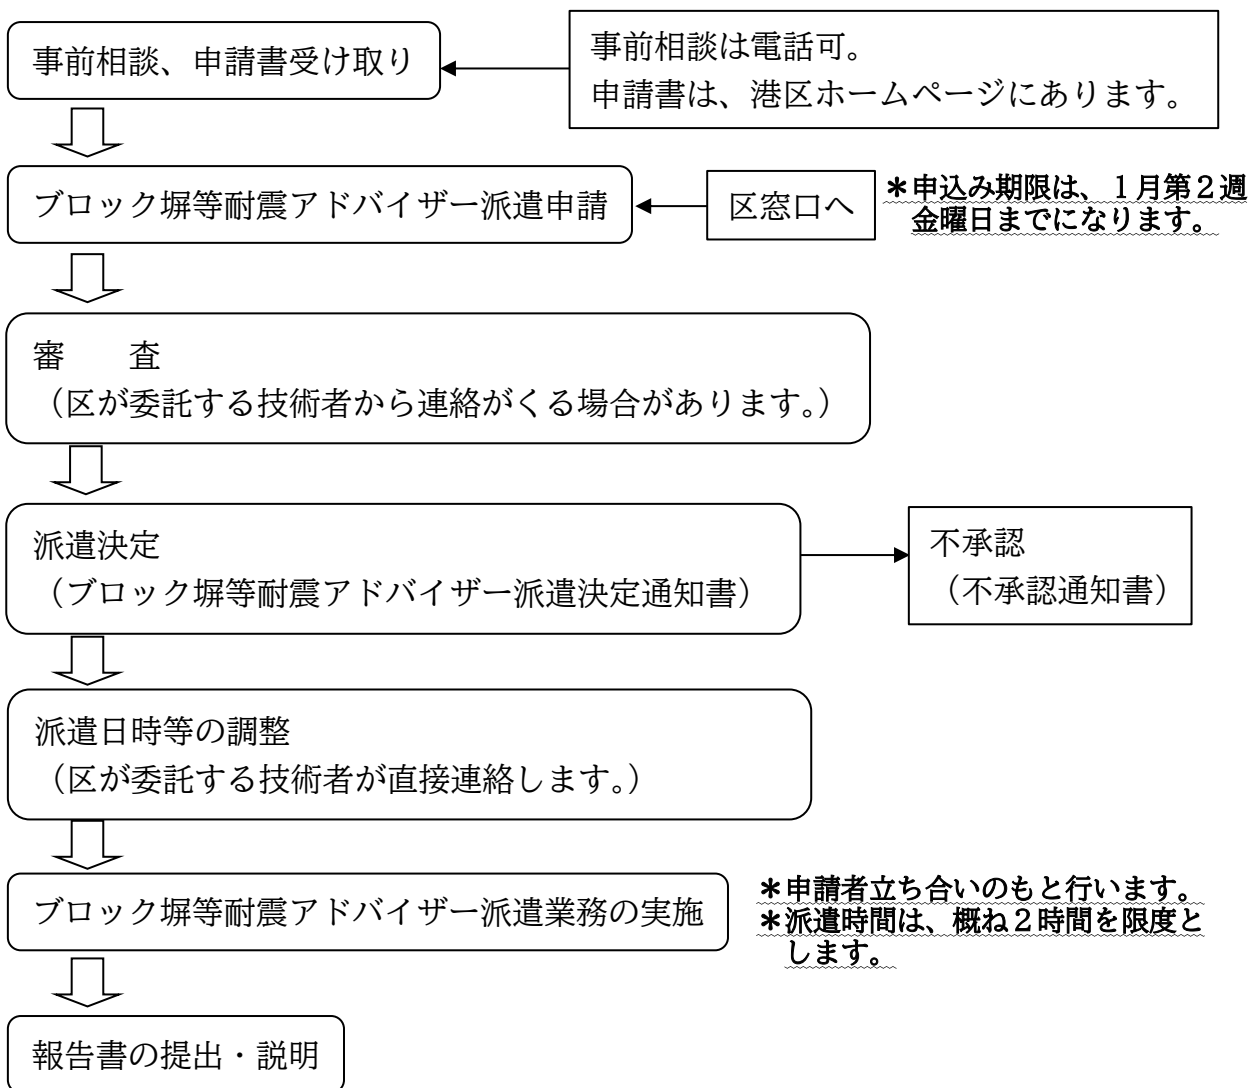 事前相談、申請書受け取り
事前相談は電話可。
申請書は、港区ホームページにあります。
ブロック塀等耐震アドバイザー派遣申請
区窓口へ
＊申込み期限は、１月第２週
金曜日までになります。
審　　査
（区が委託する技術者から連絡がくる場合があります。）
派遣決定
（ブロック塀等耐震アドバイザー派遣決定通知書）
不承認
（不承認通知書）
派遣日時等の調整
（区が委託する技術者が直接連絡します。）
ブロック塀等耐震アドバイザー派遣業務の実施
＊申請者立ち合いのもと行います。
＊派遣時間は、概ね２時間を限度と
します。
報告書の提出・説明